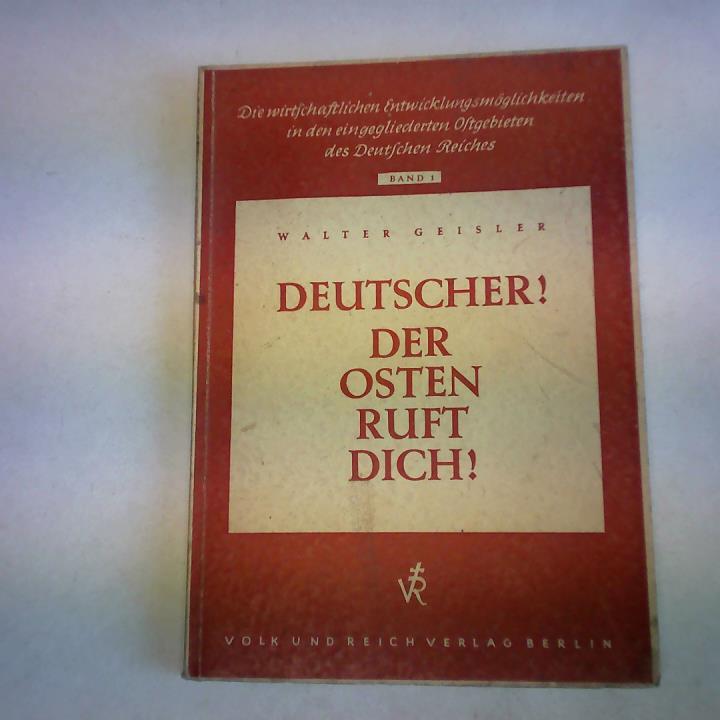 Die wirtschaftlichen Entwicklungsmöglichkeiten
in den eingegliederten Ostgebieten
des Deutschen Reiches
BAND 1
WALTER GEISLER
DEUTSCHER!
DER
OSTEN
RUFT
DICH!
VR
VOLK UND REICH VERLAG BERLIN